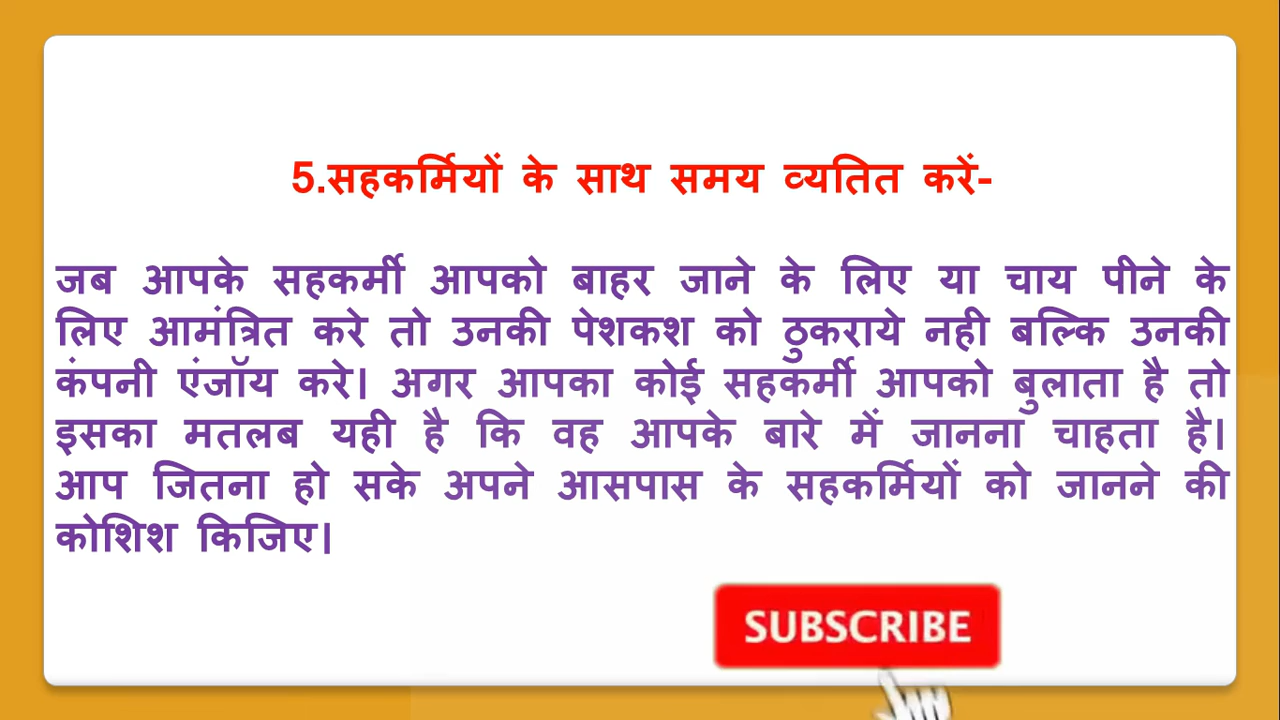 5.सहकर्मियों के साथ समय व्यतित करें-
जब आपके सहकर्मी आपको बाहर जाने के लिए या चाय पीने के
लिए आमंत्रित करे तो उनकी पेशकश को ठुकराये नही बल्कि उनकी
कंपनी एंजॉय करे। अगर आपका कोई सहकर्मी आपको बुलाता है तो
इसका मतलब यही है कि वह आपके बारे में जानना चाहता है।
आप जितना हो सके अपने आसपास के सहकर्मियों को जानने की
कोशिश किजिए।
SUBSCRIBE